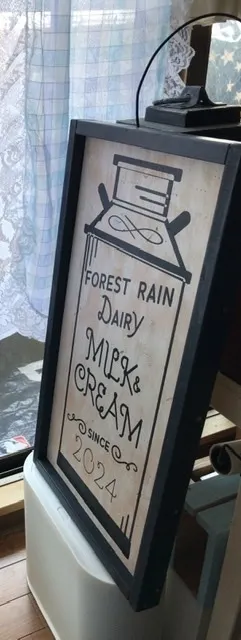 FOREST RAIN
DAIRY
MILK &
CREAM
SINCE
2024